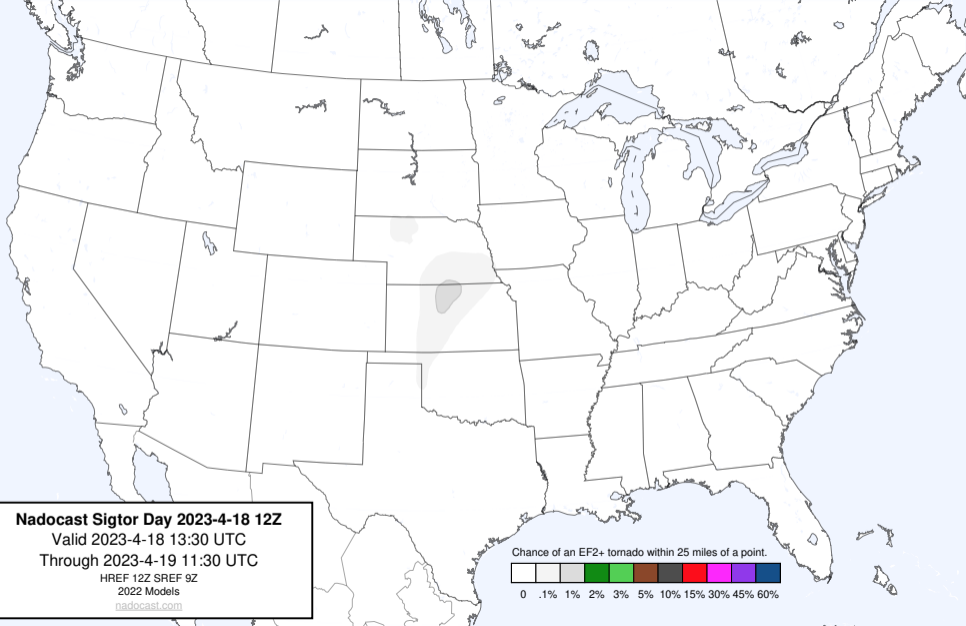 Nadocast Sigtor Day 2023-4-18 12Z
Valid 2023-4-18 13:30 UTC
Through 2023-4-19 11:30 UTC
HREF 12Z SREF 9Z
2022 Models
nadocast.com
Chance of an EF2+ tornado within 25 miles of a point.
0 .1% 1% 2% 3% 5% 10% 15% 30% 45% 60%